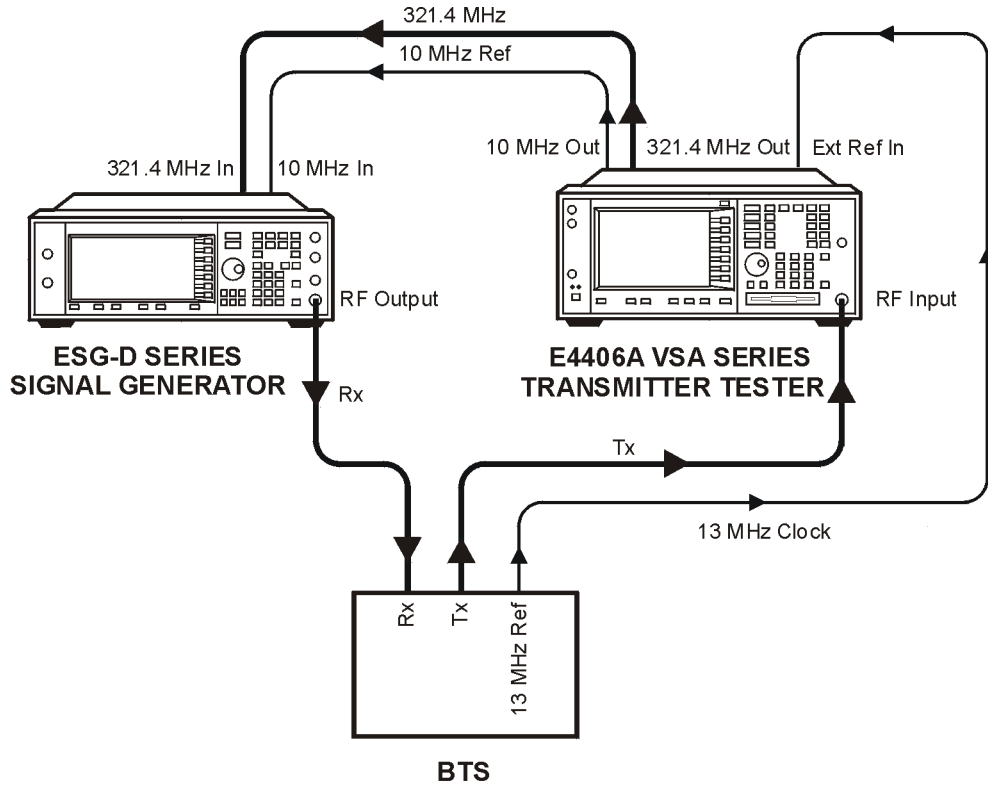 321.4 MHz
10 MHz Ref
10 MHz Out
321.4 MHz Out
Ext Ref In
321.4 MHz In
10 MHz In
RF Output
RF Input
ESG-D SERIES
SIGNAL GENERATOR
E4406A VSA SERIES
TRANSMITTER TESTER
Rx
Tx
13 MHz Clock
Rx
Tx
13 MHz Ref
BTS